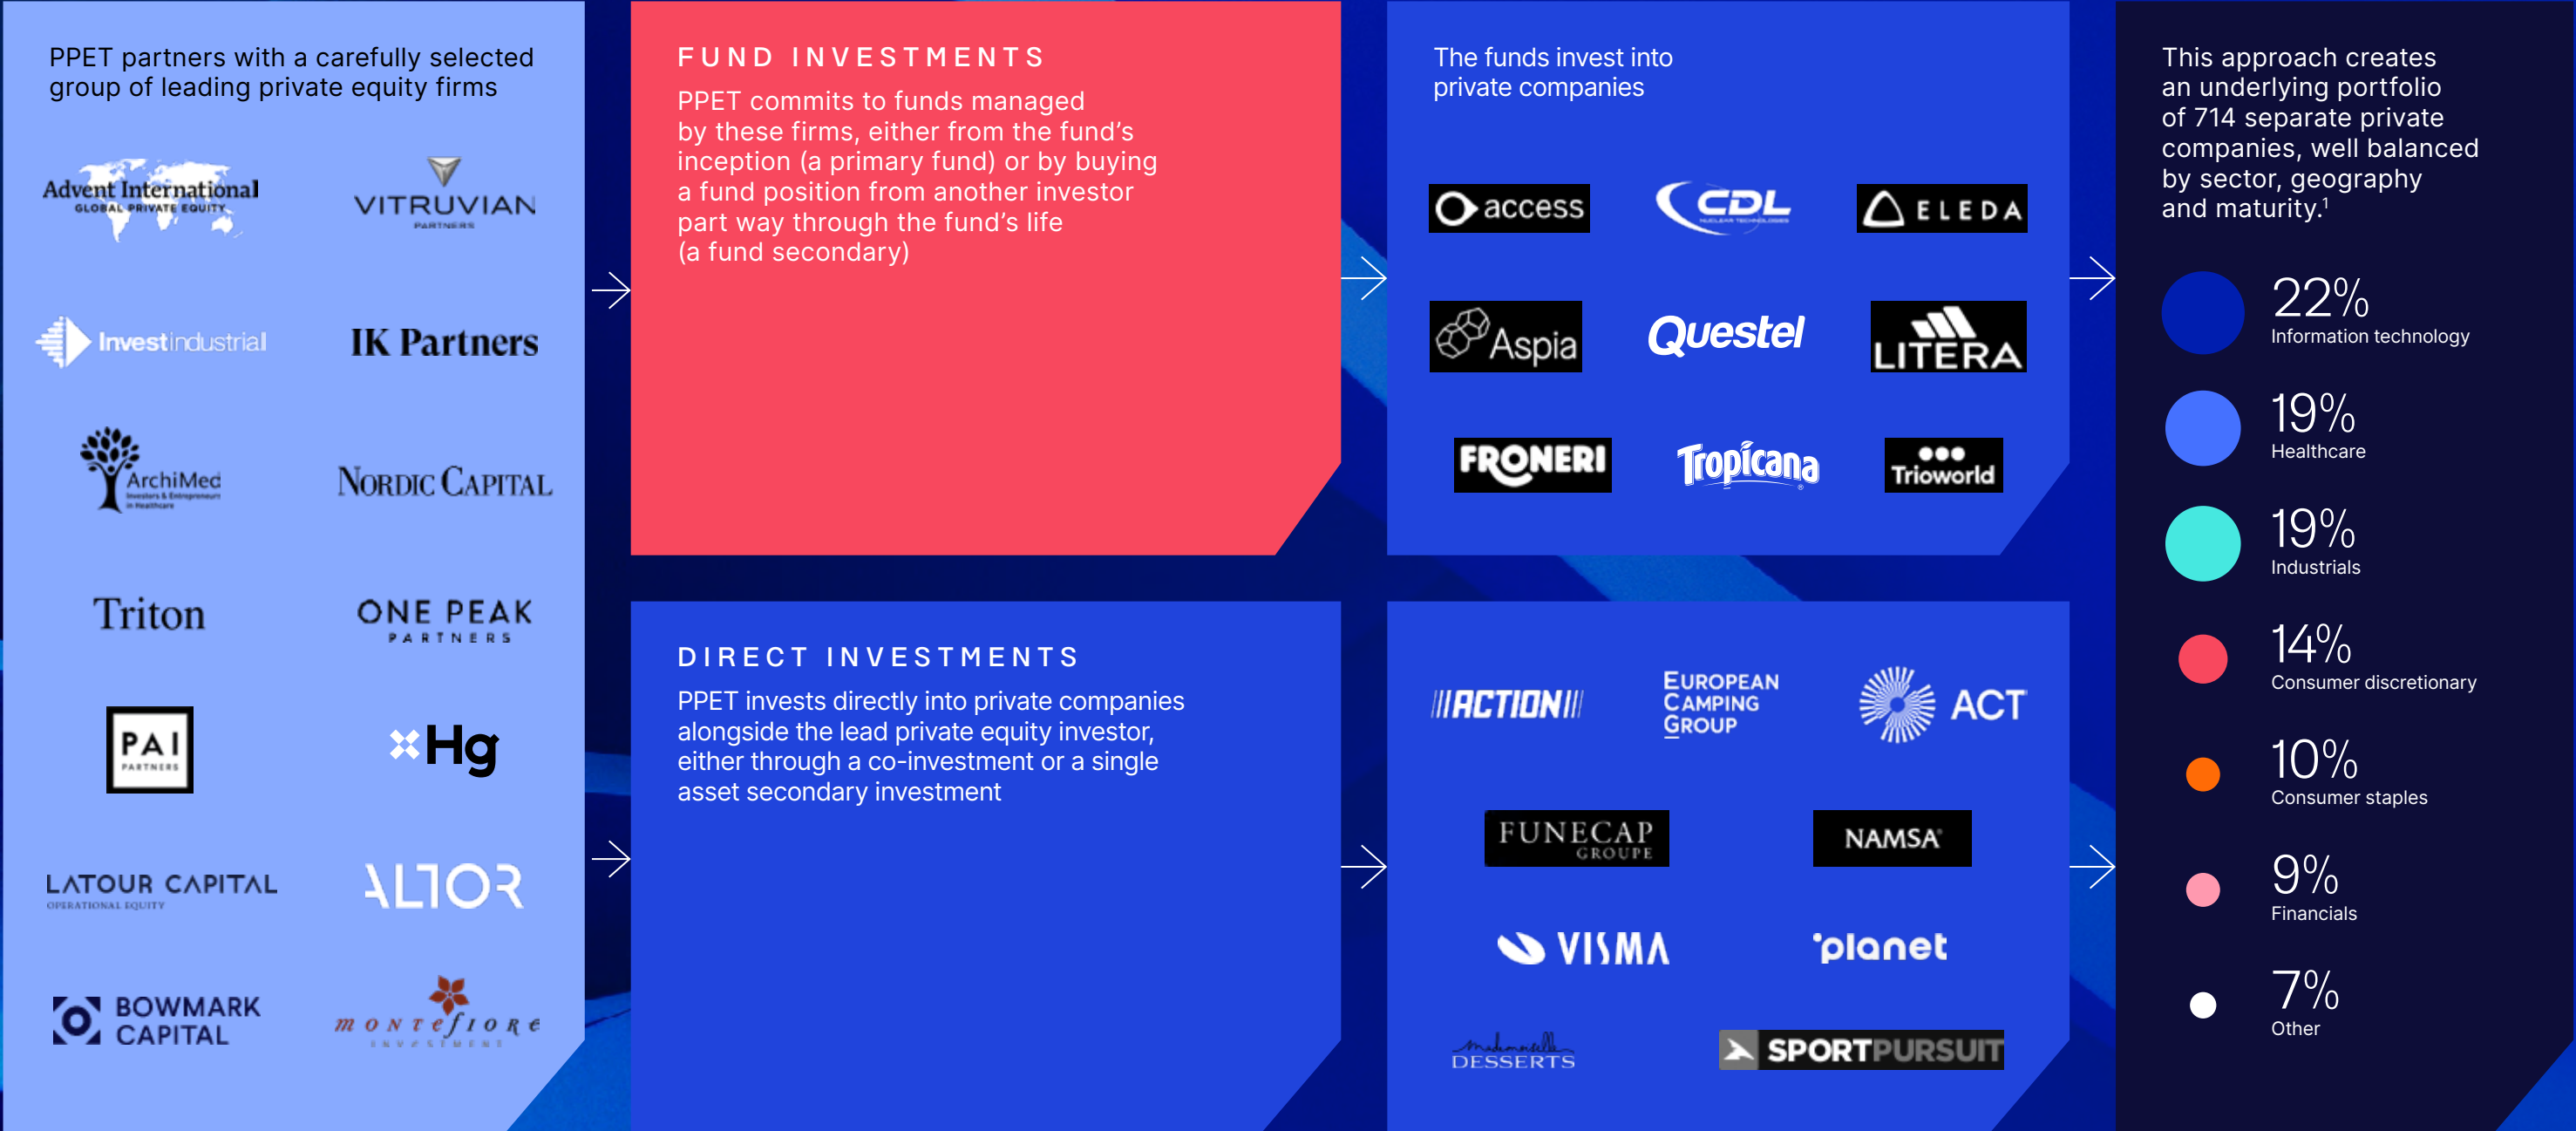 PPET partners with a carefully selected
group of leading private equity firms
Advent International
GLOBAL PRIVATE EQUITY
VITRUVIAN
PARTNERS
Investindustrial
IK Partners
ArchiMed
Investors & Entrepreneurs
in Healthcare
NORDIC CAPITAL
Triton
ONE PEAK
PARTNERS
PAI
PARTNERS
Hg
LATOUR CAPITAL
OPERATIONAL EQUITY
ALTOR
BOWMARK
CAPITAL
montefiore
INVESTMENT
FUND INVESTMENTS
PPET commits to funds managed
by these firms, either from the fund’s
inception (a primary fund) or by buying
a fund position from another investor
part way through the fund’s life
(a fund secondary)
DIRECT INVESTMENTS
PPET invests directly into private companies
alongside the lead private equity investor,
either through a co-investment or a single
asset secondary investment
The funds invest into
private companies
access
CDL
NUCLEAR TECHNOLOGIES
ELEDA
Aspia
Questel
LITERA
FRONERI
Tropicana
Trioworld
ACTION
EUROPEAN
CAMPING
GROUP
ACT
FUNECAP
GROUPE
NAMSA®
VISMA
planet
Mademoiselle
DESSERTS
SPORTPURSUIT
This approach creates
an underlying portfolio
of 714 separate private
companies, well balanced
by sector, geography
and maturity.1
22%
Information technology
19%
Healthcare
19%
Industrials
14%
Consumer discretionary
10%
Consumer staples
9%
Financials
7%
Other